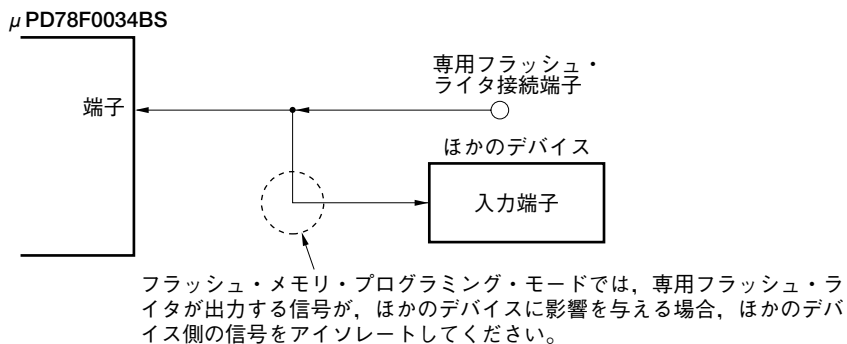 μPD78F0034BS
端子
専用フラッシュ・
ライタ接続端子
ほかのデバイス
入力端子
フラッシュ・メモリ・プログラミング・モードでは，専用フラッシュ・ラ
イタが出力する信号が，ほかのデバイスに影響を与える場合，ほかのデバ
イス側の信号をアイソレートしてください。